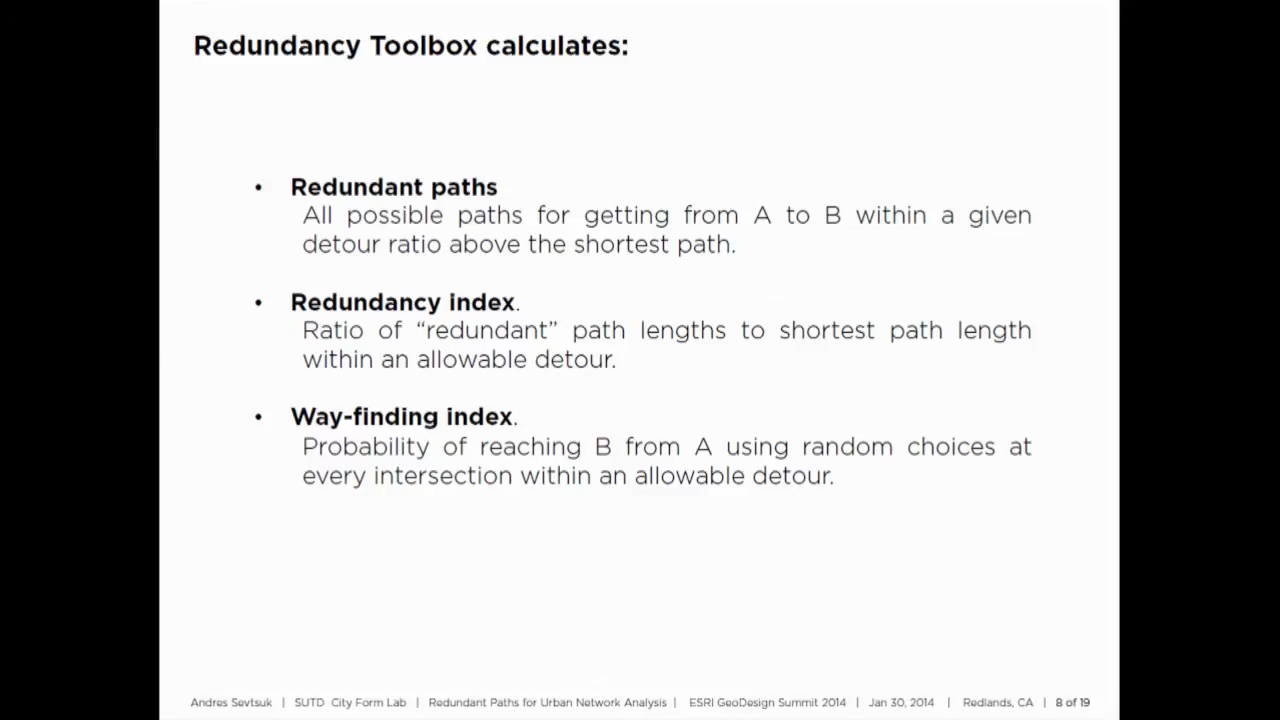 Redundancy Toolbox calculates:
• Redundant paths
All possible paths for getting from A to B within a given
detour ratio above the shortest path.
• Redundancy index.
Ratio of “redundant” path lengths to shortest path length
within an allowable detour.
• Way-finding index.
Probability of reaching B from A using random choices at
every intersection within an allowable detour.
Andres Sevtsuk | SUTD City Form Lab | Redundant Paths for Urban Network Analysis | ESRI GeoDesign Summit 2014 | Jan 30, 2014 | Redlands, CA | 8 of 19